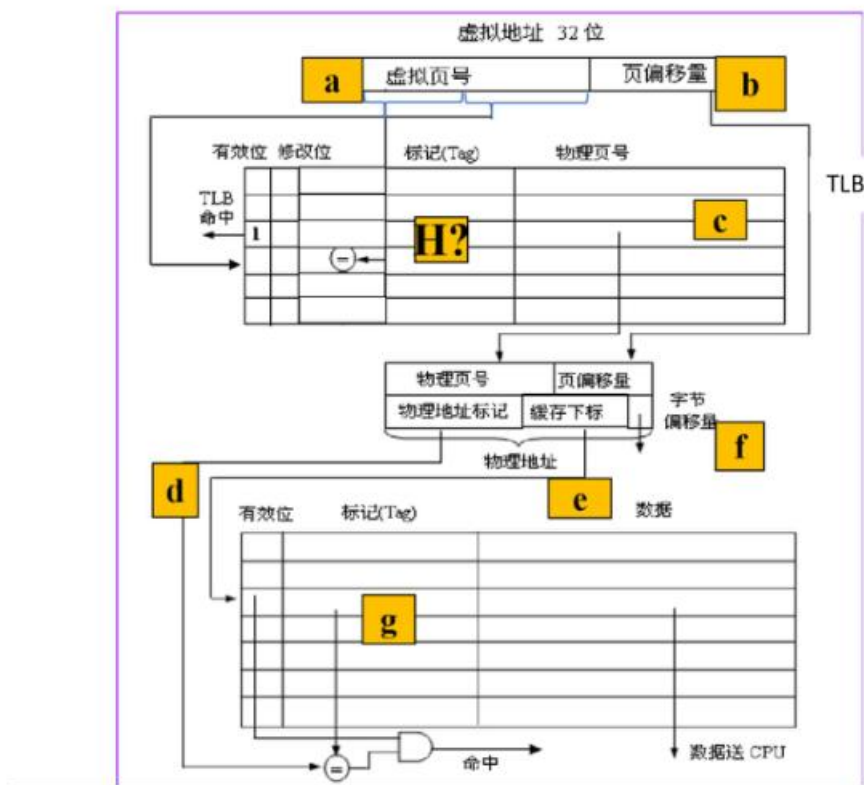 虚拟地址 32 位
a 虚拟页号 页偏移量 b
有效位 修改位 标记(Tag) 物理页号
TLB
TLB
命中
1
c
H?
=
物理页号 页偏移量
物理地址标记 缓存下标
字节
偏移量
f
物理地址
d
e
有效位 标记(Tag) 数据
g
=
命中
数据送 CPU